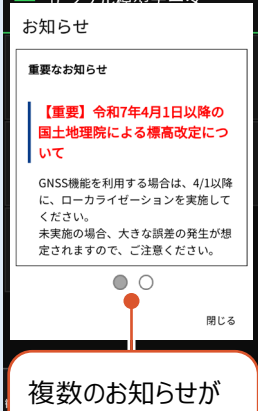 お知らせ
重要なお知らせ
【重要】令和7年4月1日以降の
国土地理院による標高改定につ
いて
GNSS機能を利用する場合は、4/1以降
に、ローカライゼーションを実施して
ください。
未実施の場合、大きな誤差の発生が想
定されますので、ご注意ください。
閉じる
複数のお知らせが